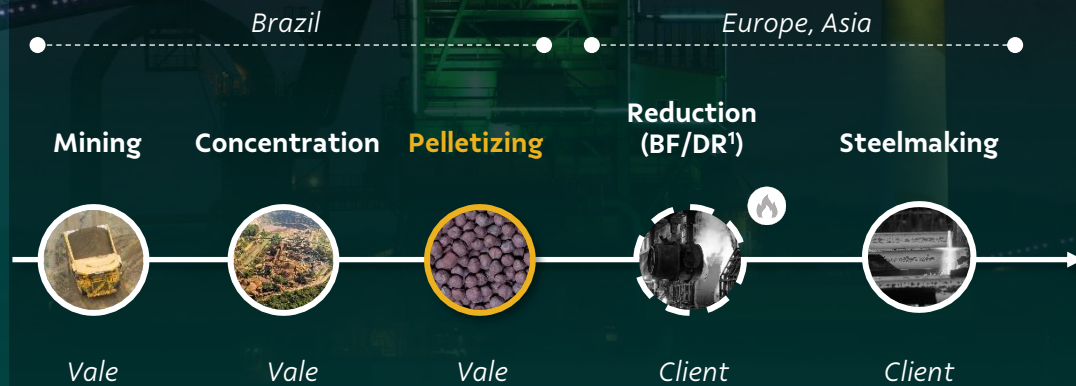 Brazil
Europe, Asia
Mining
Concentration
Pelletizing
Reduction
(BF/DR¹)
Steelmaking
Vale
Vale
Vale
Client
Client